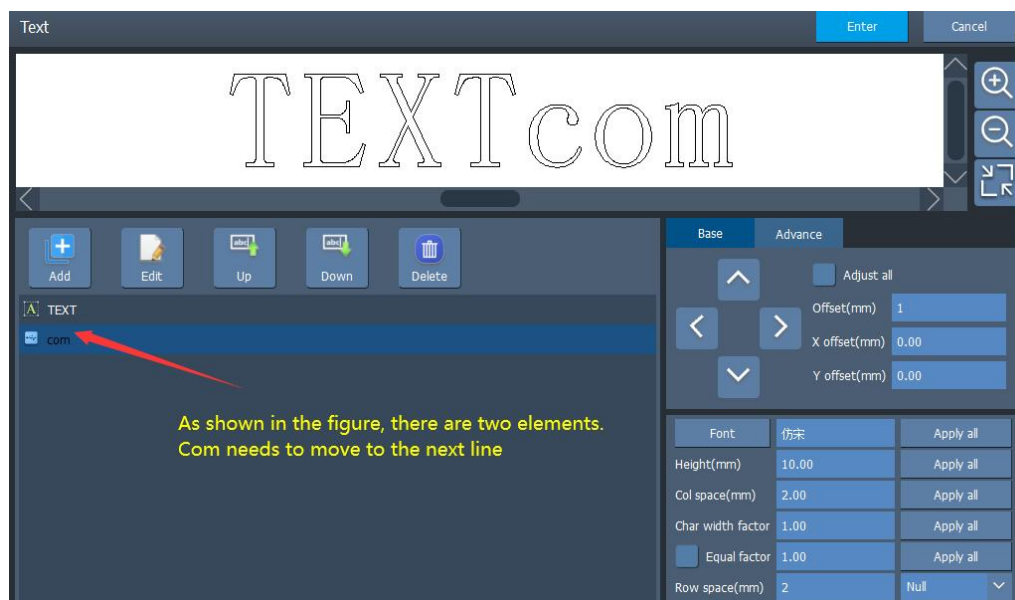 Text
Enter
Cancel
TEXTcom
Add
Edit
Up
Down
Delete
TEXT
com
As shown in the figure, there are two elements.
Com needs to move to the next line
Base
Advance
Adjust all
Offset(mm) 1
X offset(mm) 0.00
Y offset(mm) 0.00
Font 仿宋 Apply all
Height(mm) 10.00 Apply all
Col space(mm) 2.00 Apply all
Char width factor 1.00 Apply all
Equal factor 1.00 Apply all
Row space(mm) 2 Null